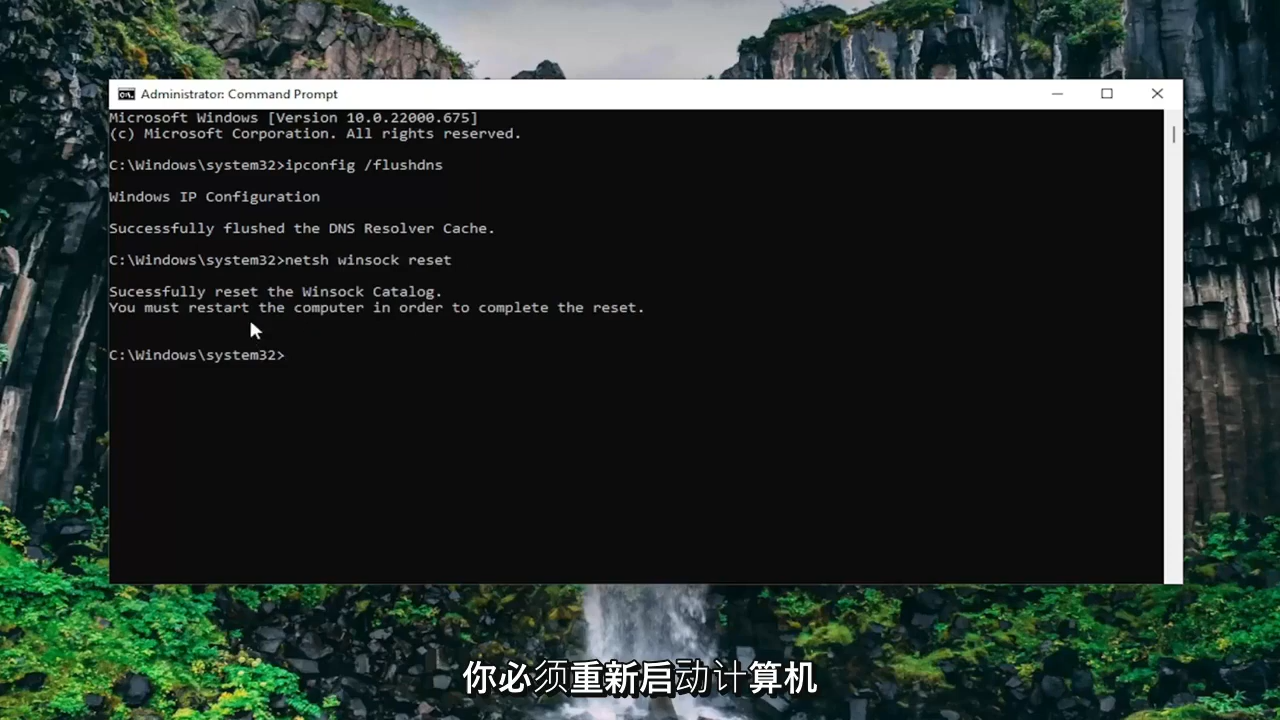 Administrator: Command Prompt
Microsoft Windows [Version 10.0.22000.675]
(c) Microsoft Corporation. All rights reserved.
C:\Windows\system32>ipconfig /flushdns
Windows IP Configuration
Successfully flushed the DNS Resolver Cache.
C:\Windows\system32>netsh winsock reset
Sucessfully reset the Winsock Catalog.
You must restart the computer in order to complete the reset.
C:\Windows\system32>
你必须重新启动计算机